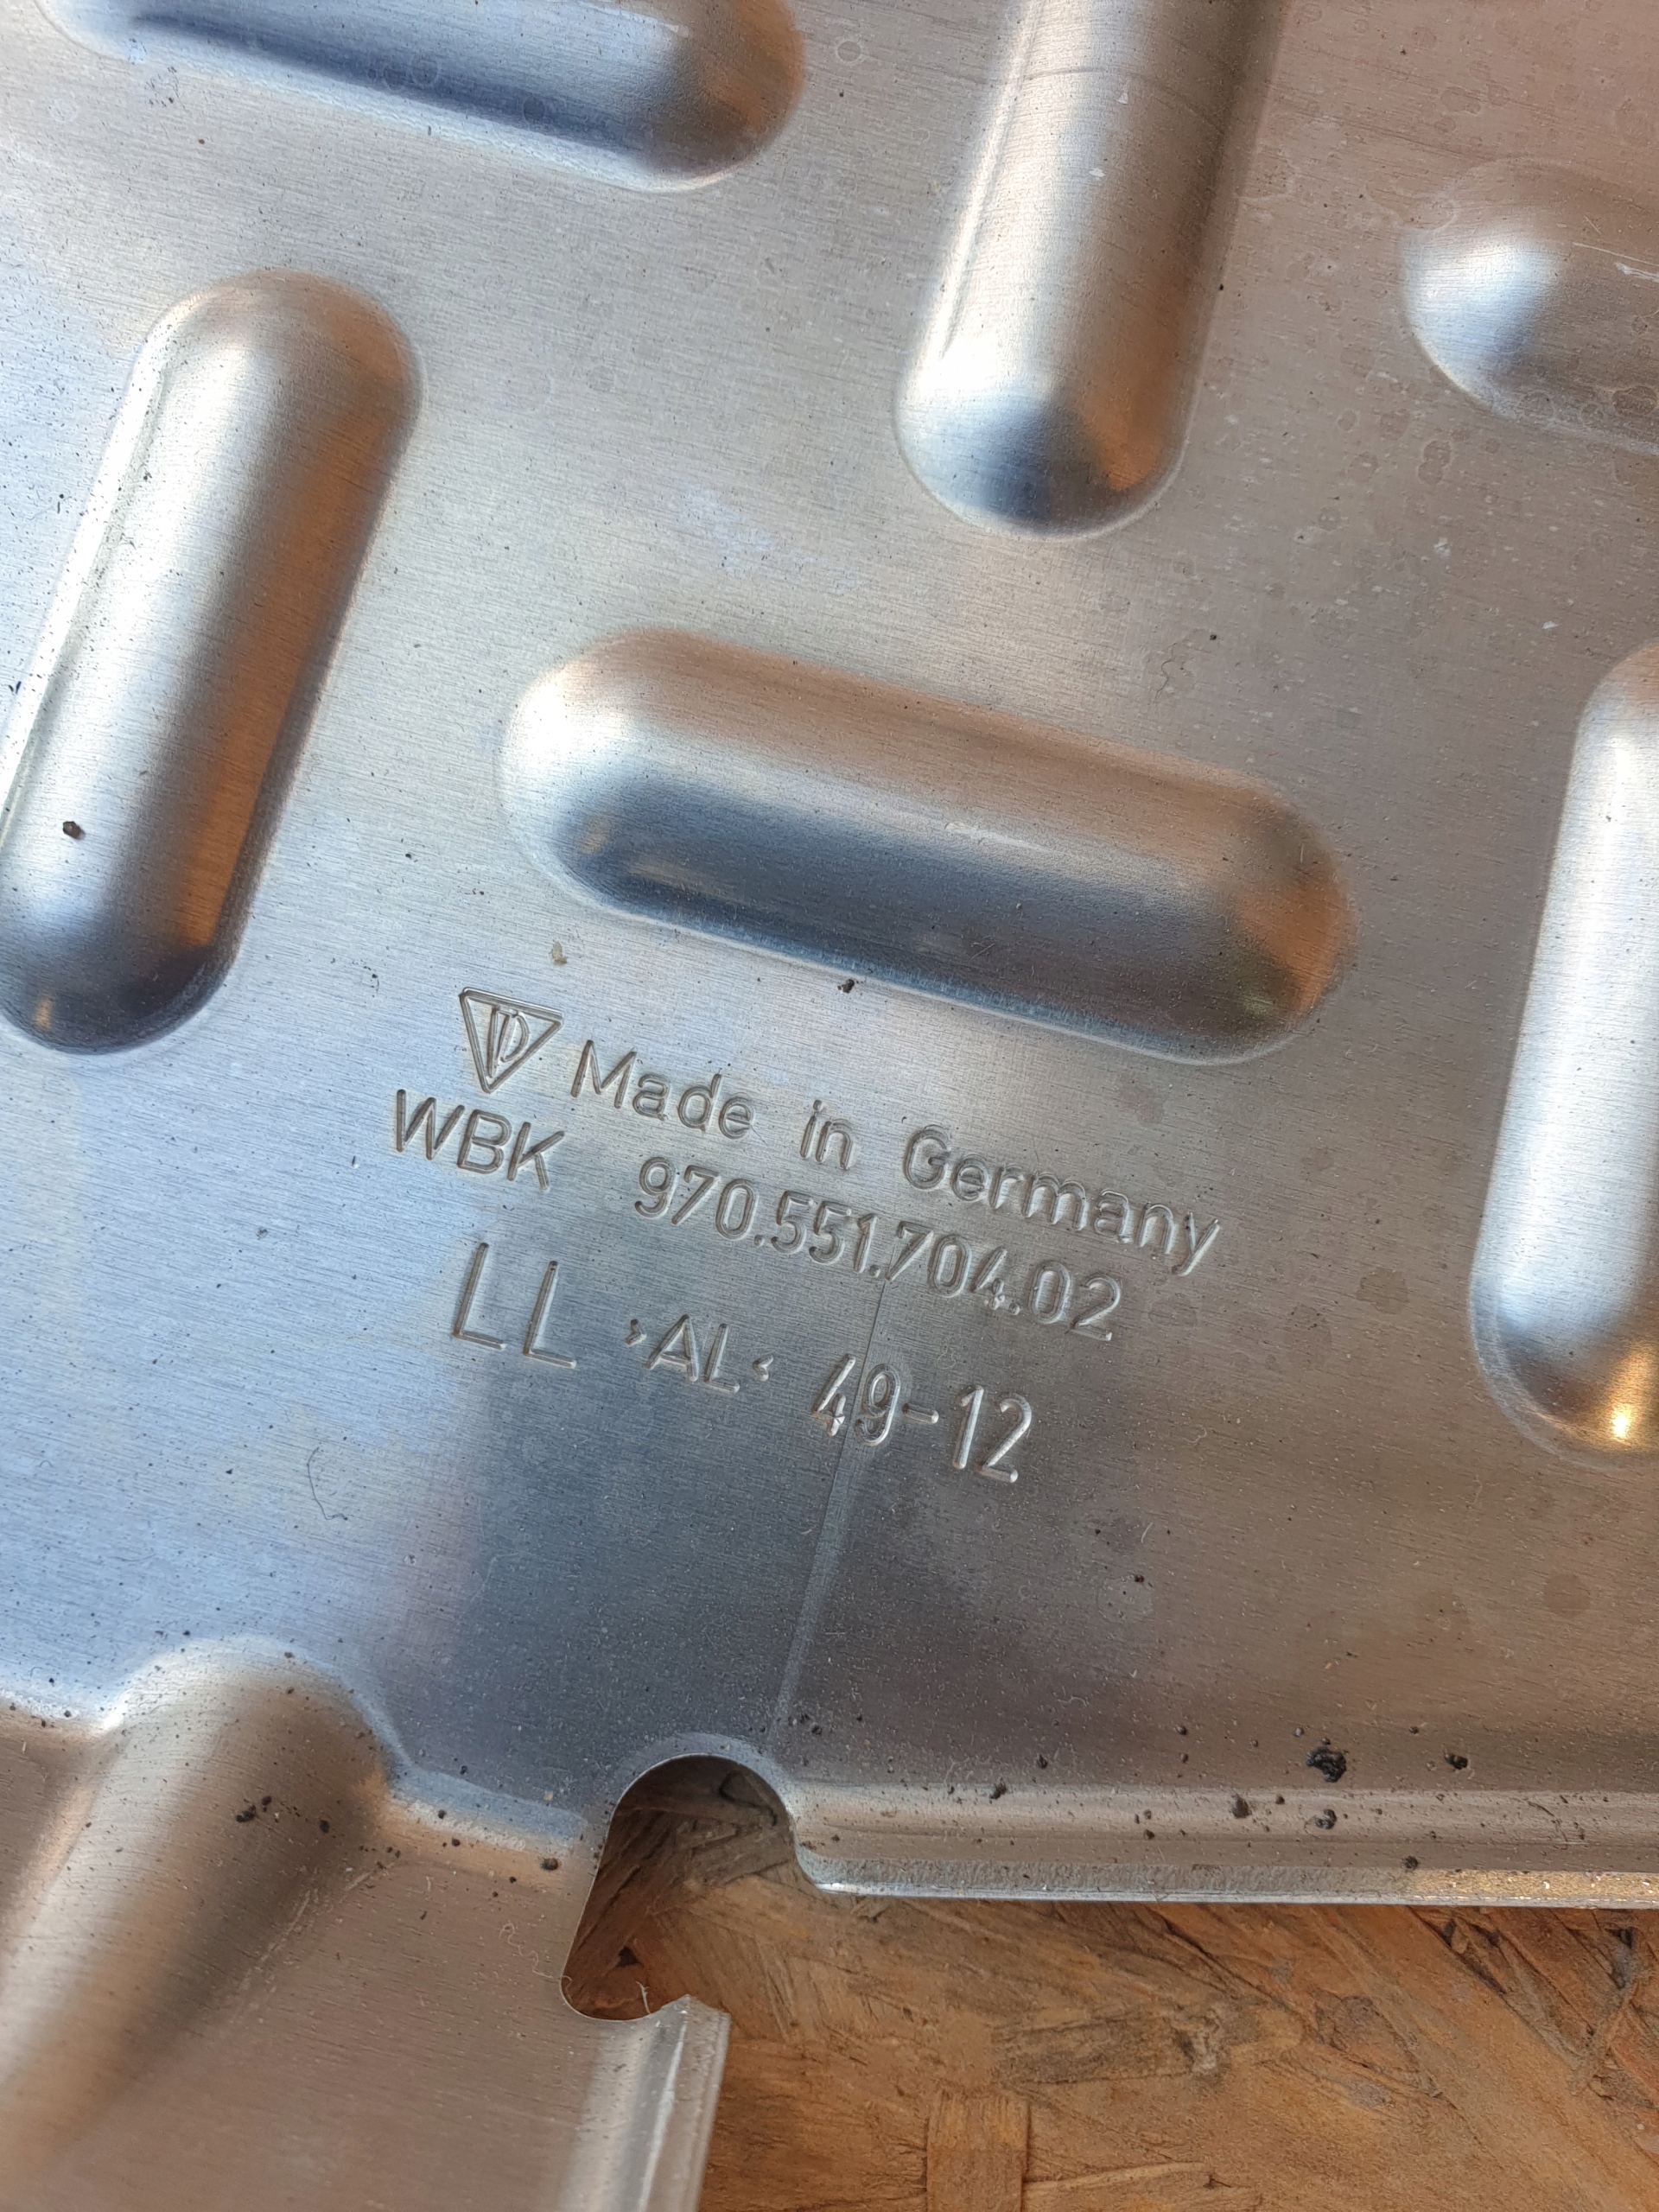 Made in Germany
WBK 970.551.704.02
LL >AL< 49-12